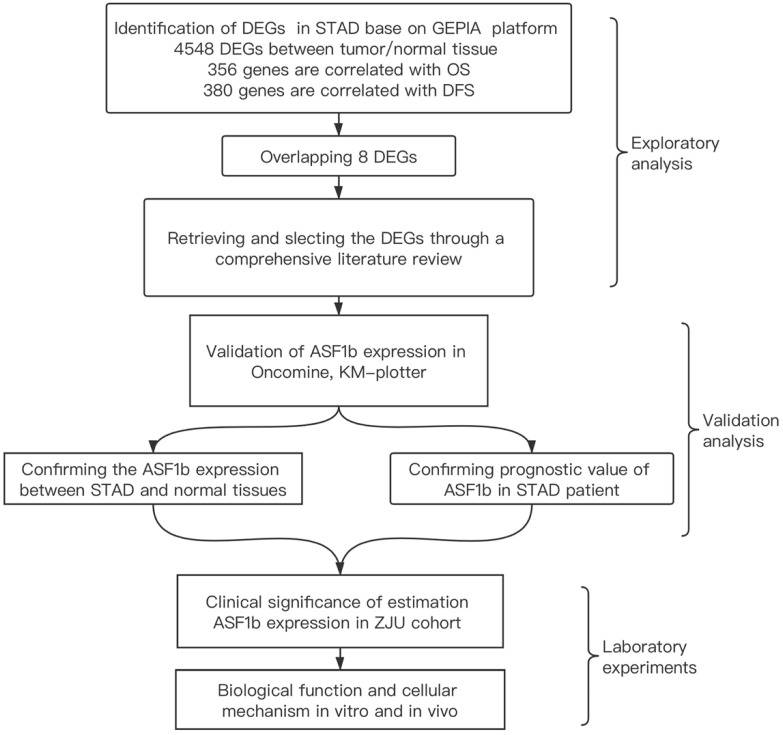 Identification of DEGs in STAD base on GEPIA platform
4548 DEGs between tumor/normal tissue
356 genes are correlated with OS
380 genes are correlated with DFS
Overlapping 8 DEGs
Exploratory
analysis
Retrieving and slecting the DEGs through a
comprehensive literature review
Validation of ASF1b expression in
Oncomine, KM-plotter
Validation
analysis
Confirming the ASF1b expression
between STAD and normal tissues
Confirming prognostic value of
ASF1b in STAD patient
Clinical significance of estimation
ASF1b expression in ZJU cohort
Laboratory
experiments
Biological function and cellular
mechanism in vitro and in vivo